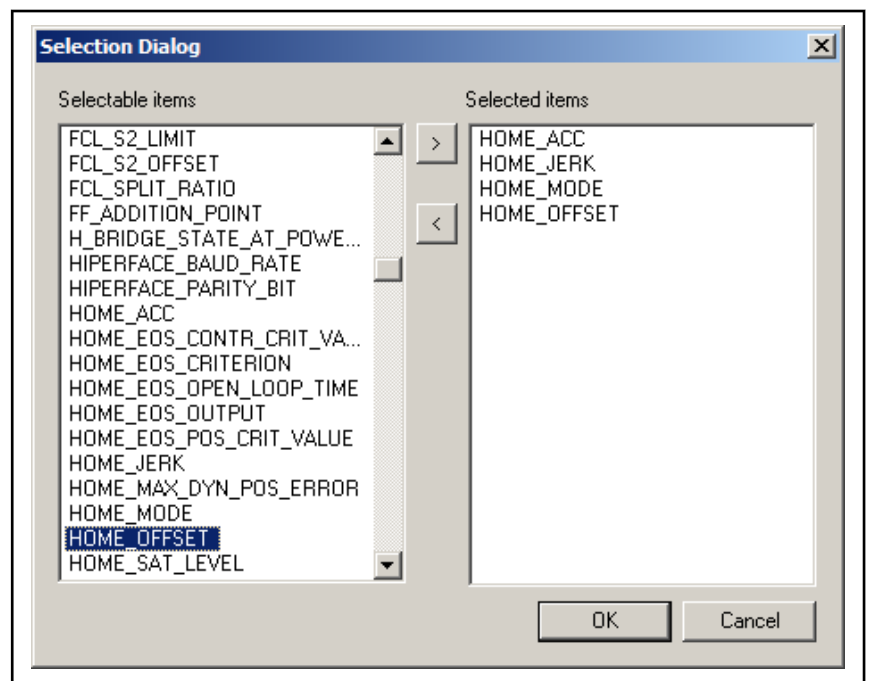 Selection Dialog
Selectable items
FCL_S2_LIMIT
FCL_S2_OFFSET
FCL_SPLIT_RATIO
FF_ADDITION_POINT
H_BRIDGE_STATE_AT_POWE...
HIPERFACE_BAUD_RATE
HIPERFACE_PARITY_BIT
HOME_ACC
HOME_EOS_CONTR_CRIT_VA...
HOME_EOS_CRITERION
HOME_EOS_OPEN_LOOP_TIME
HOME_EOS_OUTPUT
HOME_EOS_POS_CRIT_VALUE
HOME_JERK
HOME_MAX_DYN_POS_ERROR
HOME_MODE
HOME_OFFSET
HOME_SAT_LEVEL
>
<
Selected items
HOME_ACC
HOME_JERK
HOME_MODE
HOME_OFFSET
OK
Cancel